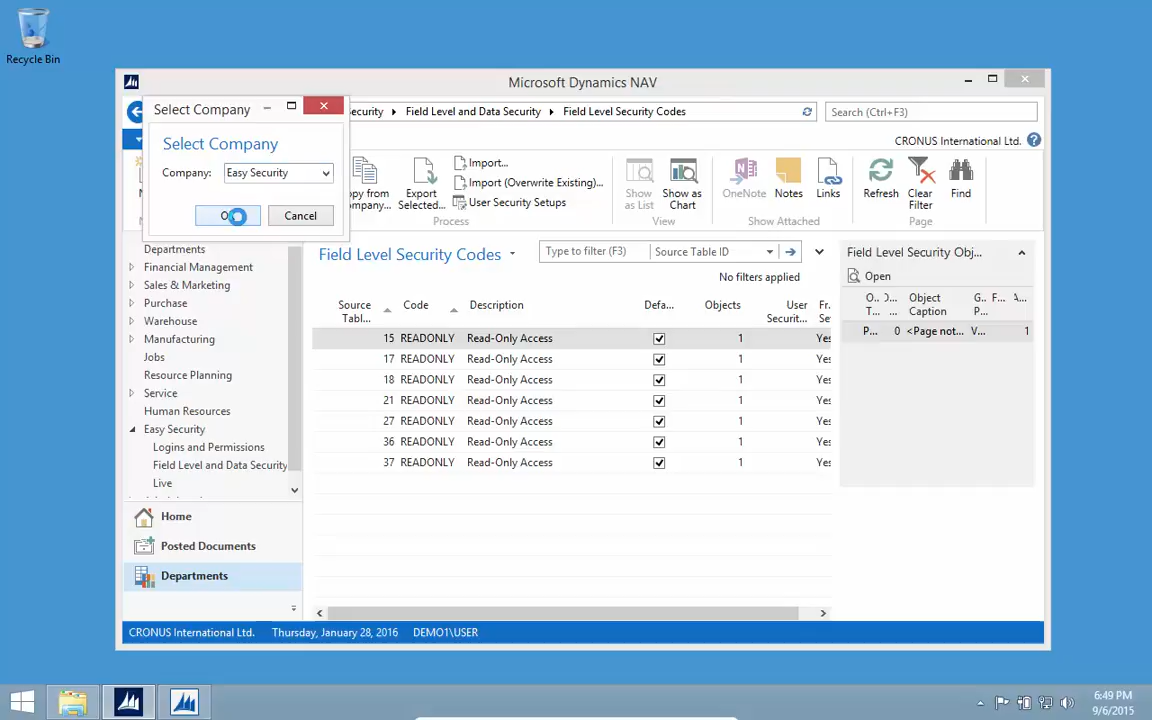 Recycle Bin
Microsoft Dynamics NAV
Select Company
Select Company
Company: Easy Security
Cancel
ecurity Field Level and Data Security Field Level Security Codes
Search (Ctrl+F3)
CRONUS International Ltd.
opy from
ompany...
Export
Selected...
Import...
Import (Overwrite Existing)...
User Security Setups
Process
Show
as List
Show as
Chart
View
OneNote
Notes
Links
Show Attached
Refresh
Clear
Filter
Find
Page
Departments
Financial Management
Sales & Marketing
Purchase
Warehouse
Manufacturing
Jobs
Resource Planning
Service
Human Resources
Easy Security
Logins and Permissions
Field Level and Data Security
Live
Home
Posted Documents
Departments
Field Level Security Codes
Type to filter (F3)
Source Table ID
No filters applied
Source
Tabl...
Code
Description
Defa...
Objects
User
Securit...
Fr.
Se
15 READONLY Read-Only Access 1 Yes
17 READONLY Read-Only Access 1 Yes
18 READONLY Read-Only Access 1 Yes
21 READONLY Read-Only Access 1 Yes
27 READONLY Read-Only Access 1 Yes
36 READONLY Read-Only Access 1 Yes
37 READONLY Read-Only Access 1 Yes
Field Level Security Obj...
Open
Object
Caption
G..
P...
F...
A...
P... 0 <Page not... V... 1
CRONUS International Ltd. Thursday, January 28, 2016 DEMO1\USER
6:49 PM
9/6/2015